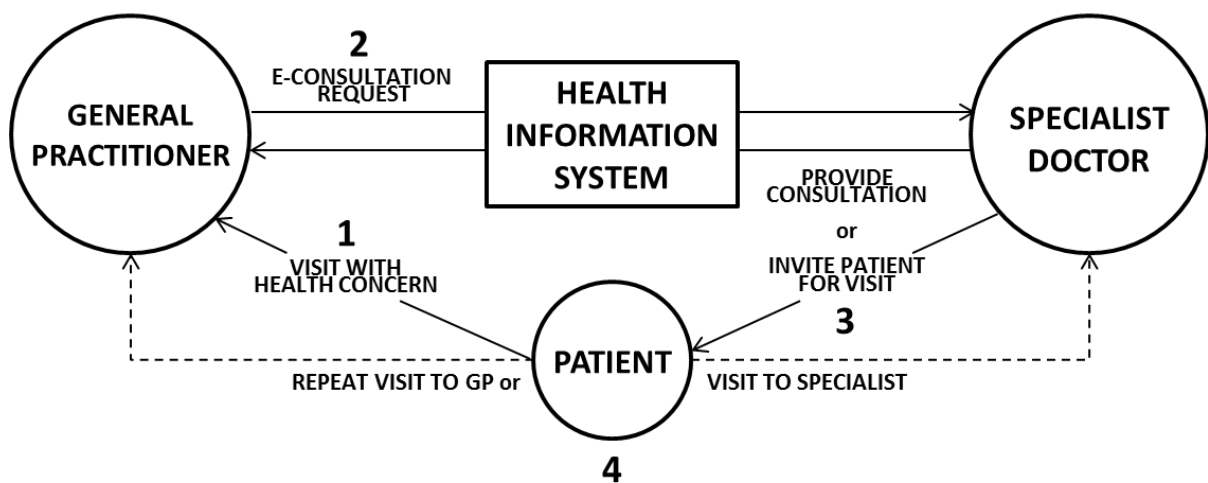 2
E-CONSULTATION
REQUEST
GENERAL
PRACTITIONER
HEALTH
INFORMATION
SYSTEM
SPECIALIST
DOCTOR
PROVIDE
CONSULTATION
or
INVITE PATIENT
FOR VISIT
3
1
VISIT WITH
HEALTH CONCERN
PATIENT
REPEAT VISIT TO GP or
VISIT TO SPECIALIST
4